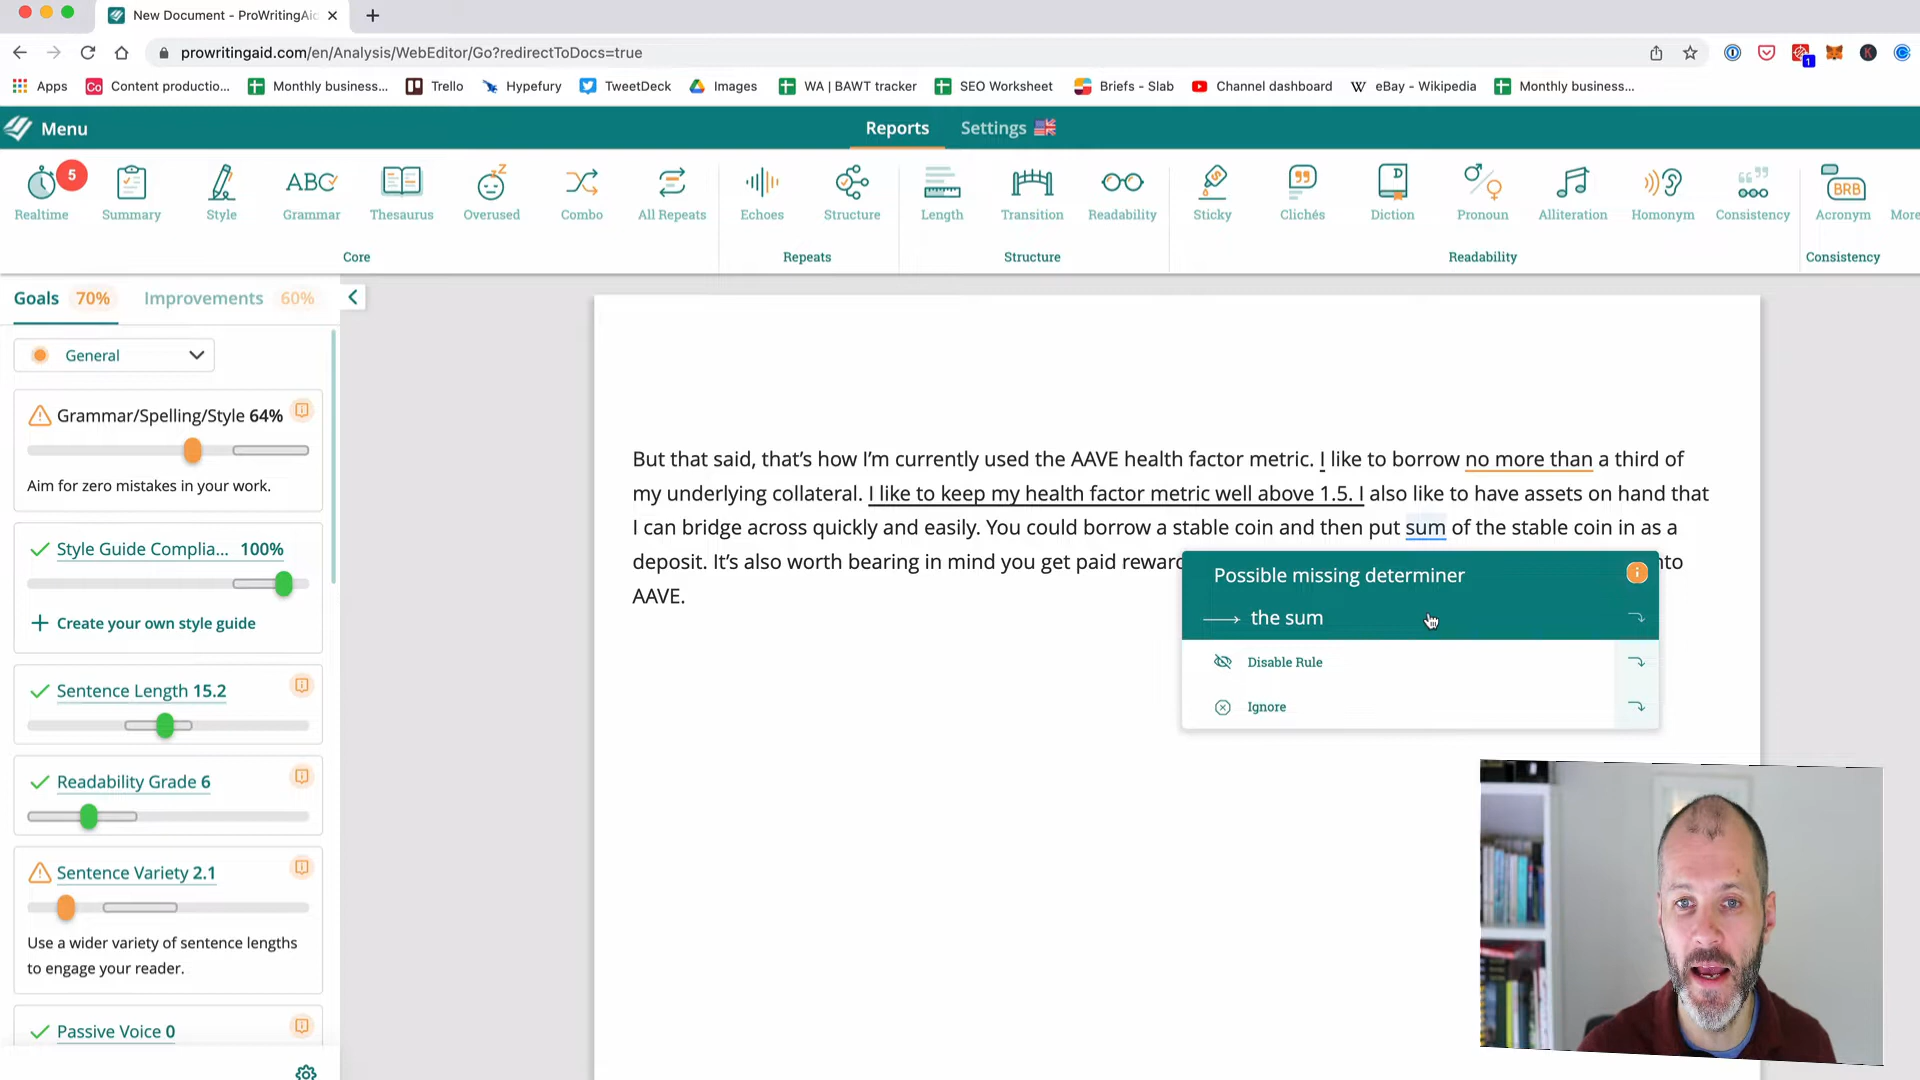 New Document - ProWritingAid
prowritingaid.com/en/Analysis/WebEditor/Go?redirectToDocs=true
1
K
Apps
Co
Content productio...
Monthly business...
Trello
Hypefury
TweetDeck
Images
WA | BAWT tracker
SEO Worksheet
Briefs - Slab
Channel dashboard
W
eBay - Wikipedia
Monthly business...
Menu
Reports
Settings
5
ABC
D
BRB
Realtime
Summary
Style
Grammar
Thesaurus
Overused
Combo
All Repeats
Echoes
Structure
Length
Transition
Readability
Sticky
Clichés
Diction
Pronoun
Alliteration
Homonym
Consistency
Acronym
More
Core
Repeats
Structure
Readability
Consistency
Goals 70%
Improvements 60%
General
Grammar/Spelling/Style 64%
Aim for zero mistakes in your work.
Style Guide Complia... 100%
+ Create your own style guide
Sentence Length 15.2
Readability Grade 6
Sentence Variety 2.1
Use a wider variety of sentence lengths
to engage your reader.
Passive Voice 0
But that said, that's how I'm currently used the AAVE health factor metric. I like to borrow no more than a third of
my underlying collateral. I like to keep my health factor metric well above 1.5. I also like to have assets on hand that
I can bridge across quickly and easily. You could borrow a stable coin and then put sum of the stable coin in as a
deposit. It's also worth bearing in mind you get paid
AAVE.
Possible missing determiner
the sum
Disable Rule
Ignore